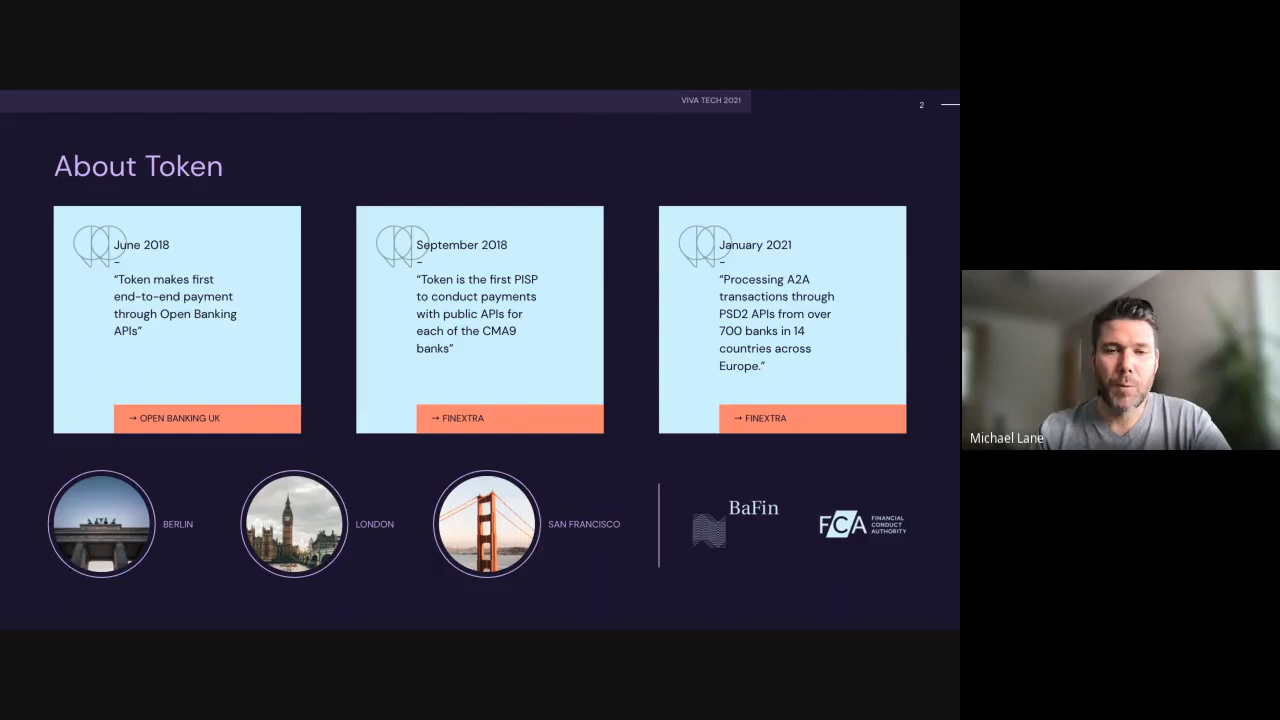 VIVA TECH 2021
2
About Token
June 2018
–
“Token makes first
end-to-end payment
through Open Banking
APIs”
→ OPEN BANKING UK
September 2018
–
“Token is the first PISP
to conduct payments
with public APIs for
each of the CMA9
banks”
→ FINEXTRA
January 2021
–
“Processing A2A
transactions through
PSD2 APIs from over
700 banks in 14
countries across
Europe.”
→ FINEXTRA
BERLIN
LONDON
SAN FRANCISCO
BaFin
FCA FINANCIAL
CONDUCT
AUTHORITY
Michael Lane